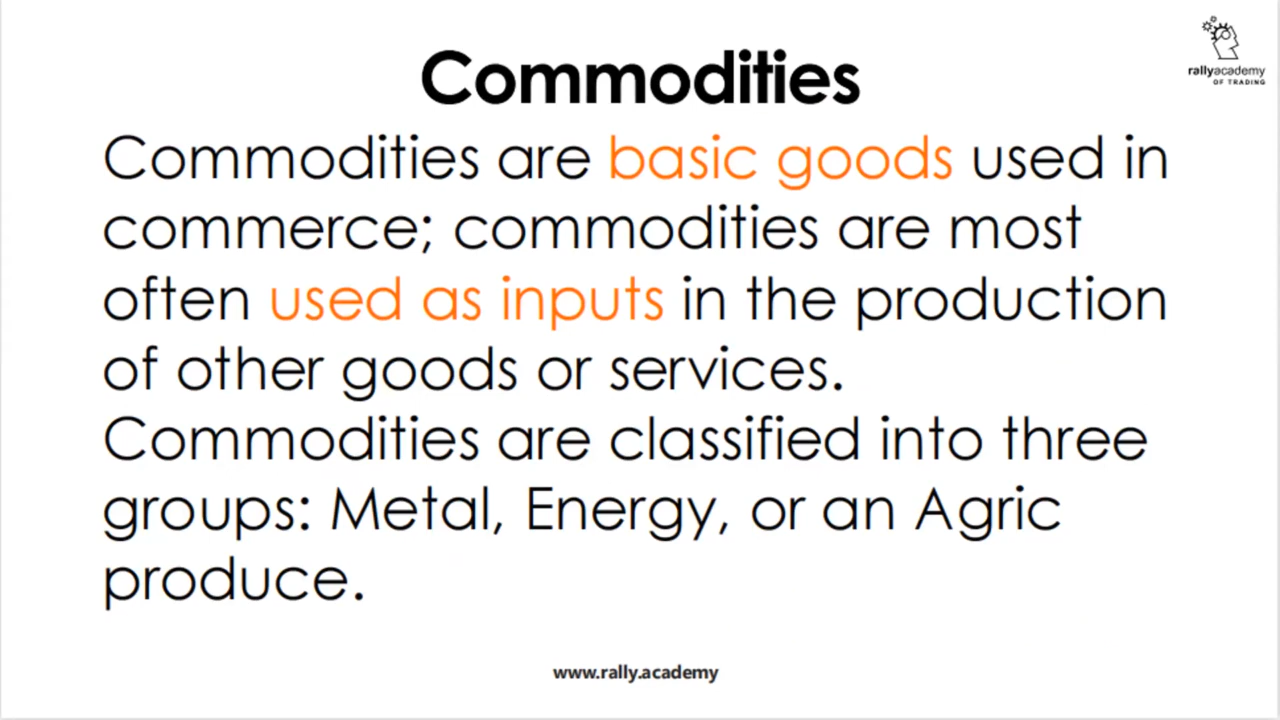 Commodities
rallyacademy
OF TRADING
Commodities are basic goods used in
commerce; commodities are most
often used as inputs in the production
of other goods or services.
Commodities are classified into three
groups: Metal, Energy, or an Agric
produce.
www.rally.academy